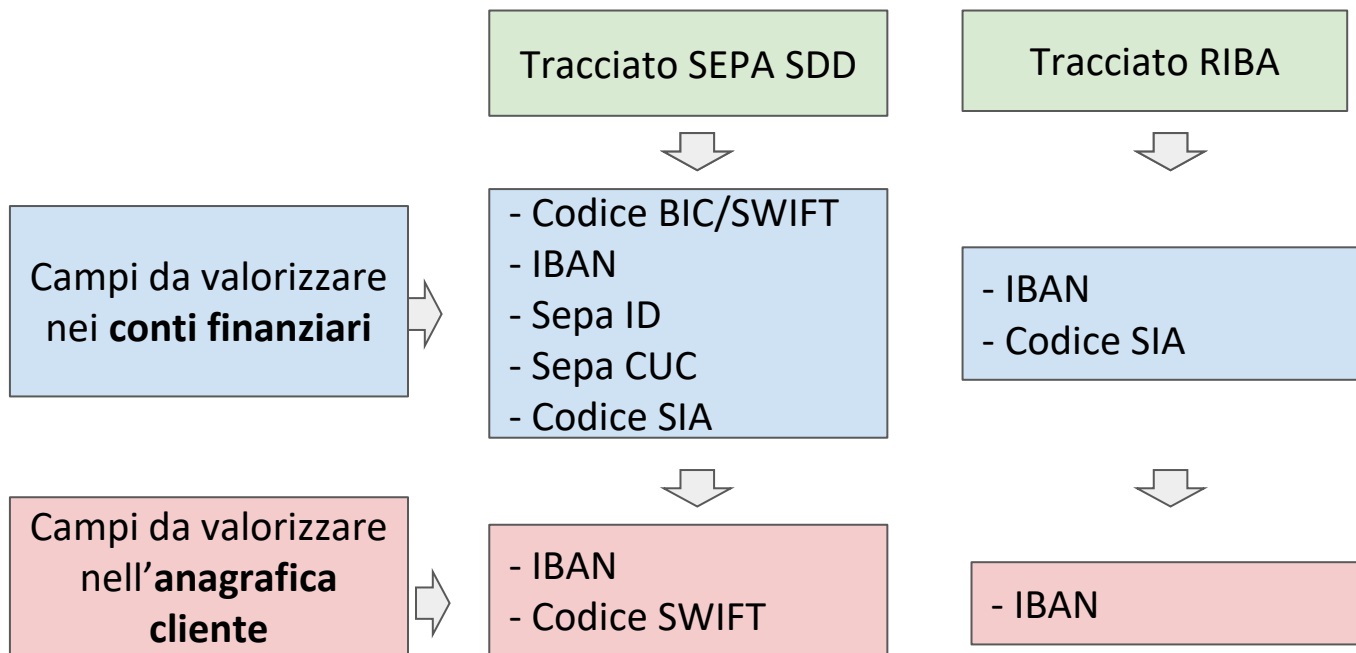 Tracciato SEPA SDD
Tracciato RIBA
Campi da valorizzare
nei conti finanziari
- Codice BIC/SWIFT
- IBAN
- Sepa ID
- Sepa CUC
- Codice SIA
- IBAN
- Codice SIA
Campi da valorizzare
nell’anagrafica
cliente
- IBAN
- Codice SWIFT
- IBAN